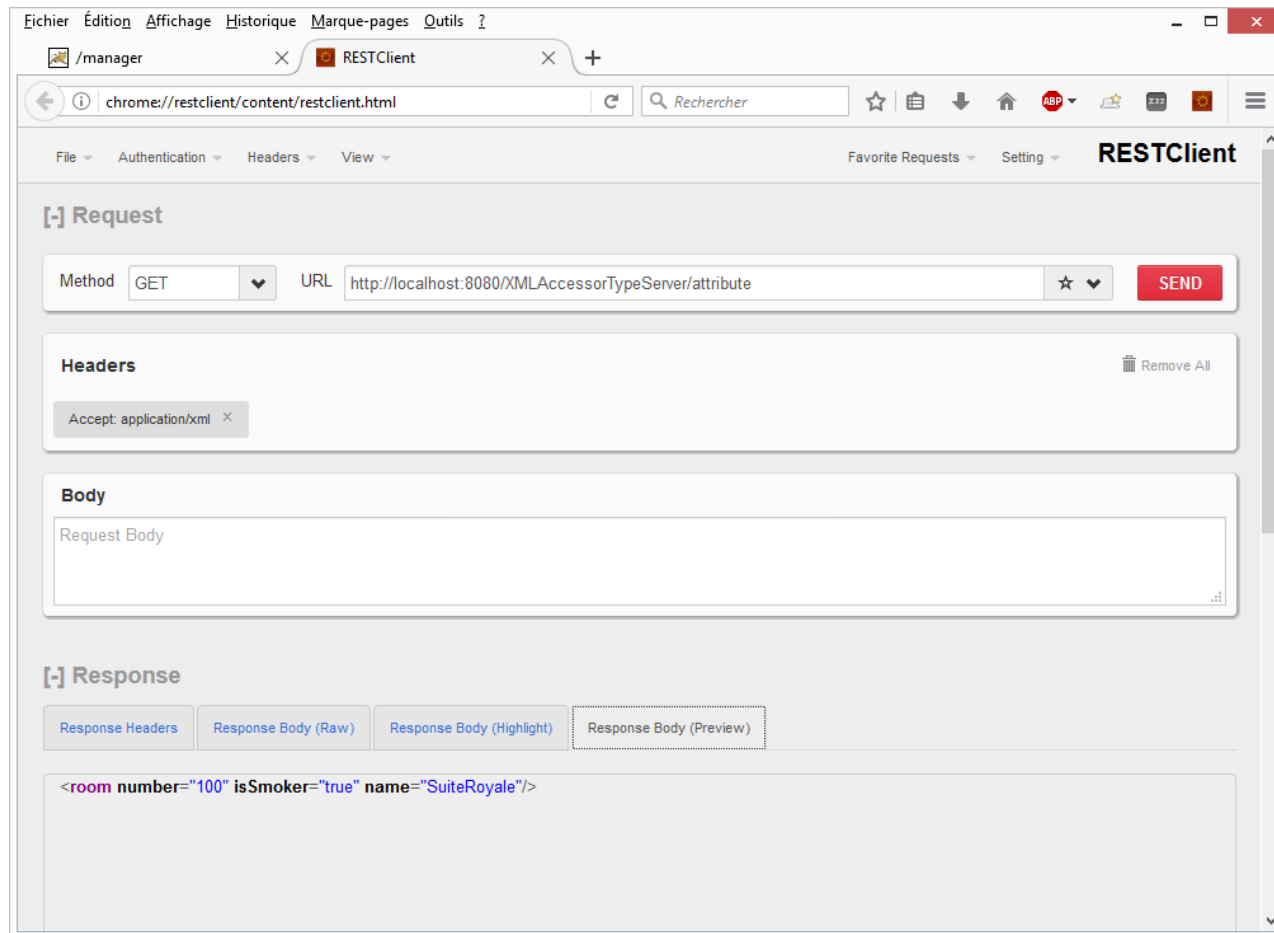 Fichier Édition Affichage Historique Marque-pages Outils ?
/manager RESTClient
chrome://restclient/content/restclient.html Rechercher ABP zzz
File Authentication Headers View Favorite Requests Setting RESTClient
[-] Request
Method GET URL http://localhost:8080/XMLAccessorTypeServer/attribute SEND
Headers Remove All
Accept: application/xml ×
Body
Request Body
[-] Response
Response Headers Response Body (Raw) Response Body (Highlight) Response Body (Preview)
<room number="100" isSmoker="true" name="SuiteRoyale"/>